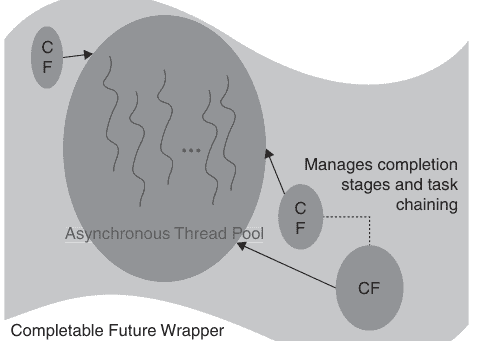 C
F
Manages completion
stages and task
chaining
C
F
Asynchronous Thread Pool
CF
Completable Future Wrapper